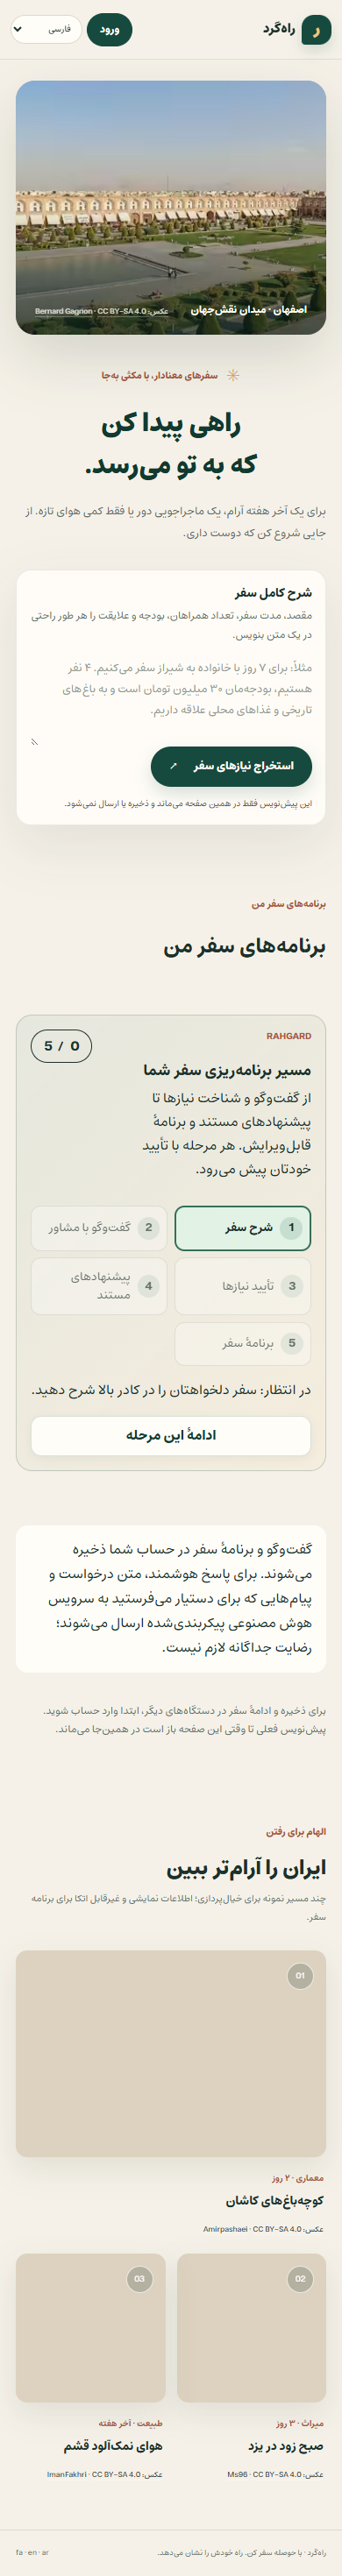 ر
راه‌گرد
ورود
فارسی
اصفهان · میدان نقش‌جهان
عکس: Bernard Gagnon · CC BY-SA 4.0
سفرهای معنادار، با مکثی به‌جا
راهی پیدا کن
که به تو می‌رسد.
برای یک آخر هفته آرام، یک ماجراجویی دور یا فقط کمی هوای تازه. از
جایی شروع کن که دوست داری.
شرح کامل سفر
مقصد، مدت سفر، تعداد همراهان، بودجه و علایقت را هر طور راحتی
در یک متن بنویس.
مثلاً: برای ۷ روز با خانواده به شیراز سفر می‌کنیم. ۴ نفر
هستیم، بودجه‌مان ۳۰ میلیون تومان است و به باغ‌های
تاریخی و غذاهای محلی علاقه داریم.
استخراج نیازهای سفر ↗
این پیش‌نویس فقط در همین صفحه می‌ماند و ذخیره یا ارسال نمی‌شود.
برنامه‌های سفر من
برنامه‌های سفر من
RAHGARD
5 / 0
مسیر برنامه‌ریزی سفر شما
از گفت‌وگو و شناخت نیازها تا
پیشنهادهای مستند و برنامهٔ
قابل‌ویرایش. هر مرحله با تأیید
خودتان پیش می‌رود.
1 شرح سفر
2 گفت‌وگو با مشاور
3 تأیید نیازها
4 پیشنهادهای
مستند
5 برنامهٔ سفر
در انتظار: سفر دلخواهتان را در کادر بالا شرح دهید.
ادامهٔ این مرحله
گفت‌وگو و برنامهٔ سفر در حساب شما ذخیره
می‌شوند. برای پاسخ هوشمند، متن درخواست و
پیام‌هایی که برای دستیار می‌فرستید به سرویس
هوش مصنوعی پیکربندی‌شده ارسال می‌شوند؛
رضایت جداگانه لازم نیست.
برای ذخیره و ادامهٔ سفر در دستگاه‌های دیگر، ابتدا وارد حساب شوید.
پیش‌نویس فعلی تا وقتی این صفحه باز است در همین‌جا می‌ماند.
الهام برای رفتن
ایران را آرام‌تر ببین
چند مسیر نمونه برای خیال‌پردازی؛ اطلاعات نمایشی و غیرقابل اتکا برای برنامه
سفر.
01
معماری · ۲ روز
کوچه‌باغ‌های کاشان
عکس: Amirpashaei · CC BY-SA 4.0
02
میراث · ۳ روز
صبح زود در یزد
عکس: Ms96 · CC BY-SA 4.0
03
طبیعت · آخر هفته
هوای نمک‌آلود قشم
عکس: ImanFakhri · CC BY-SA 4.0
راه‌گرد · با حوصله سفر کن، راه خودش را نشان می‌دهد.
fa · en · ar